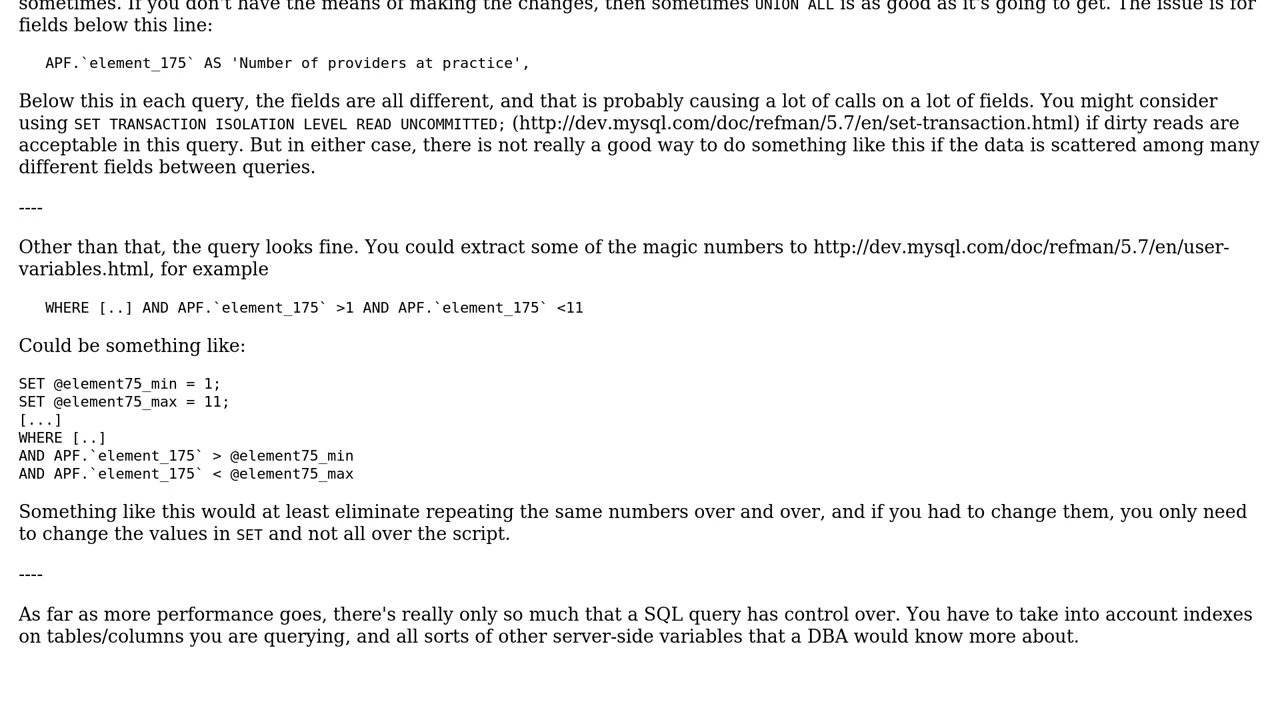 sometimes. If you don't have the means of making the changes, then sometimes UNION ALL is as good as it's going to get. The issue is for
fields below this line:
APF.`element_175` AS 'Number of providers at practice',
Below this in each query, the fields are all different, and that is probably causing a lot of calls on a lot of fields. You might consider
using SET TRANSACTION ISOLATION LEVEL READ UNCOMMITTED; (http://dev.mysql.com/doc/refman/5.7/en/set-transaction.html) if dirty reads are
acceptable in this query. But in either case, there is not really a good way to do something like this if the data is scattered among many
different fields between queries.
----
Other than that, the query looks fine. You could extract some of the magic numbers to http://dev.mysql.com/doc/refman/5.7/en/user-
variables.html, for example
WHERE [..] AND APF.`element_175` >1 AND APF.`element_175` <11
Could be something like:
SET @element75_min = 1;
SET @element75_max = 11;
[...]
WHERE [..]
AND APF.`element_175` > @element75_min
AND APF.`element_175` < @element75_max
Something like this would at least eliminate repeating the same numbers over and over, and if you had to change them, you only need
to change the values in SET and not all over the script.
----
As far as more performance goes, there's really only so much that a SQL query has control over. You have to take into account indexes
on tables/columns you are querying, and all sorts of other server-side variables that a DBA would know more about.